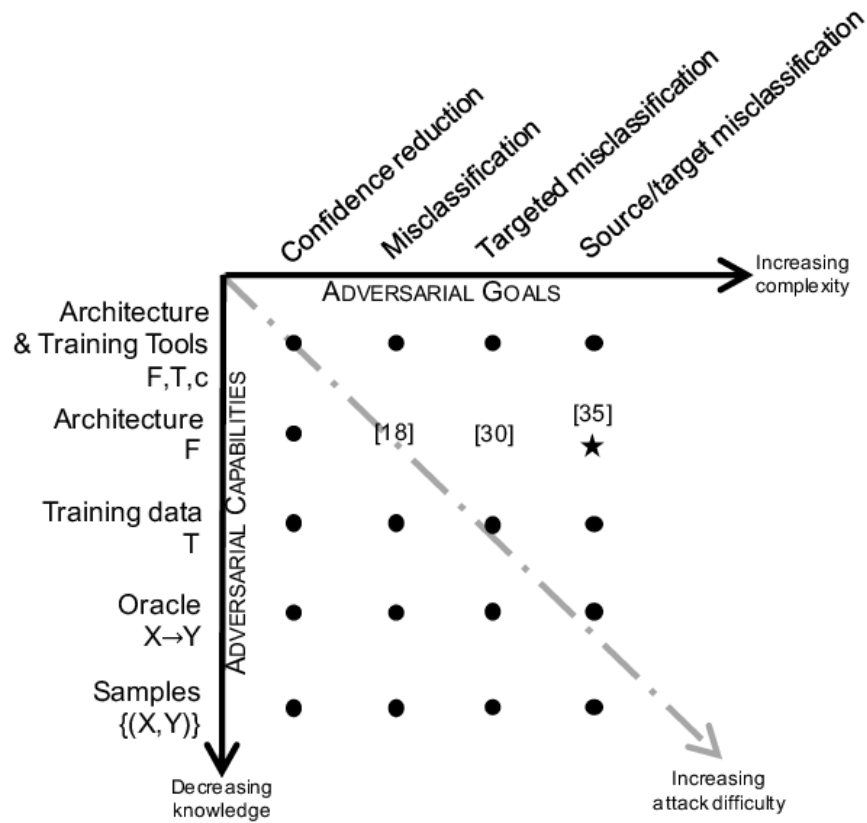 Confidence reduction
Misclassification
Targeted misclassification
Source/target misclassification
Increasing
complexity
ADVERSARIAL GOALS
ADVERSARIAL CAPABILITIES
Architecture
& Training Tools
F,T,c
Architecture
F
[18]
[30]
[35]
Training data
T
Oracle
X→Y
Samples
{(X,Y)}
Decreasing
knowledge
Increasing
attack difficulty